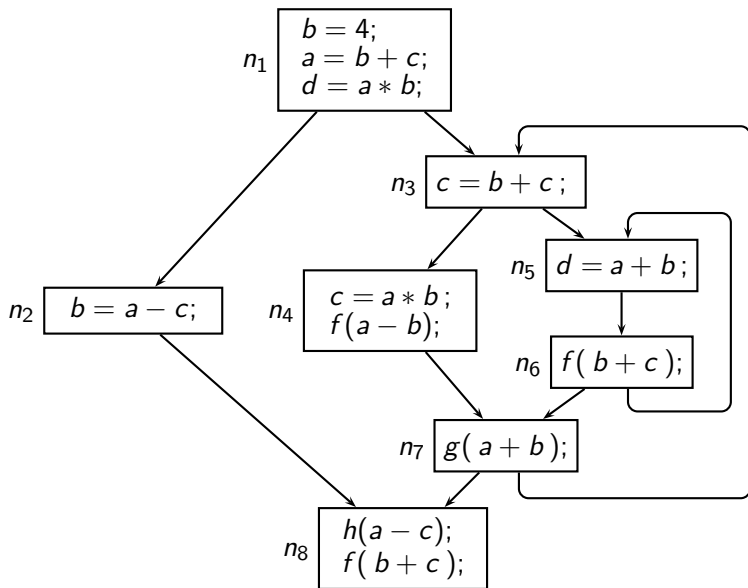 n1
b = 4;
a = b + c;
d = a * b;
n3
c = b + c;
n5
d = a + b;
n2
b = a − c;
n4
c = a * b;
f(a − b);
n6
f(b + c);
n7
g(a + b);
n8
h(a − c);
f(b + c);